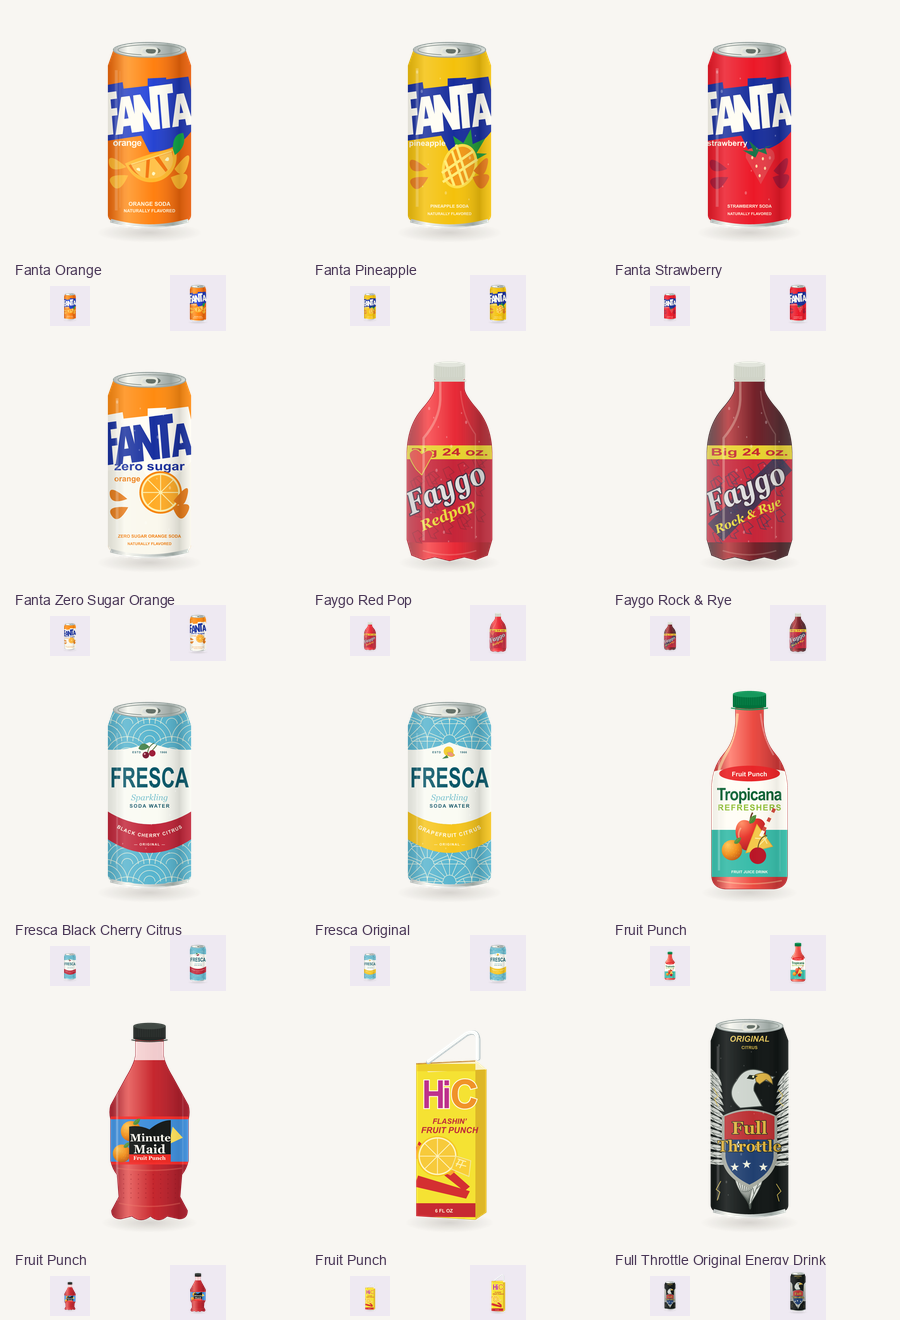 FANTA
orange
ORANGE SODA
NATURALLY FLAVORED
Fanta Orange
FANTA
pineapple
PINEAPPLE SODA
NATURALLY FLAVORED
Fanta Pineapple
FANTA
strawberry
STRAWBERRY SODA
NATURALLY FLAVORED
Fanta Strawberry
FANTA
zero sugar
orange
ZERO SUGAR ORANGE SODA
NATURALLY FLAVORED
Fanta Zero Sugar Orange
Big 24 oz.
Faygo
Redpop
Faygo Red Pop
Big 24 oz.
Faygo
Rock & Rye
Faygo Rock & Rye
FRESCA
Sparkling
SODA WATER
BLACK CHERRY CITRUS
— ORIGINAL —
Fresca Black Cherry Citrus
FRESCA
Sparkling
SODA WATER
GRAPEFRUIT CITRUS
— ORIGINAL —
Fresca Original
Fruit Punch
Tropicana
REFRESHERS
FRUIT JUICE DRINK
Fruit Punch
Minute
Maid
Fruit Punch
Fruit Punch
HiC
FLASHIN'
FRUIT PUNCH
6 FL OZ
Fruit Punch
ORIGINAL
CITRUS
Full
Throttle
Full Throttle Original Energy Drink